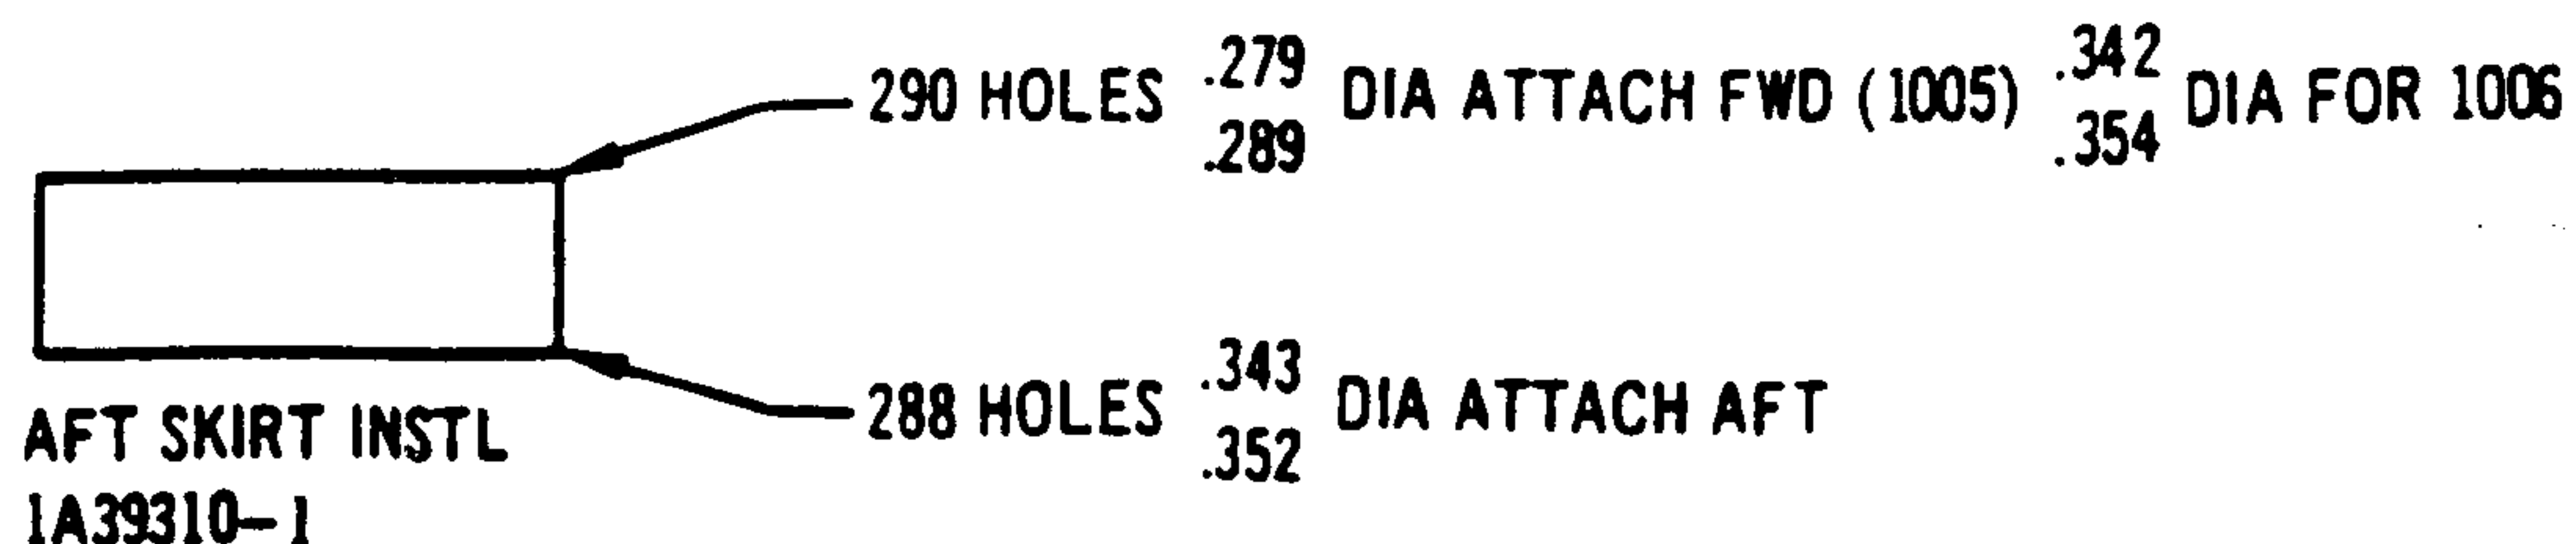 290 HOLES .279 .289 DIA ATTACH FWD (1005) .342 .354 DIA FOR 1006
288 HOLES .343 .352 DIA ATTACH AFT
AFT SKIRT INSTL
1A39310-1